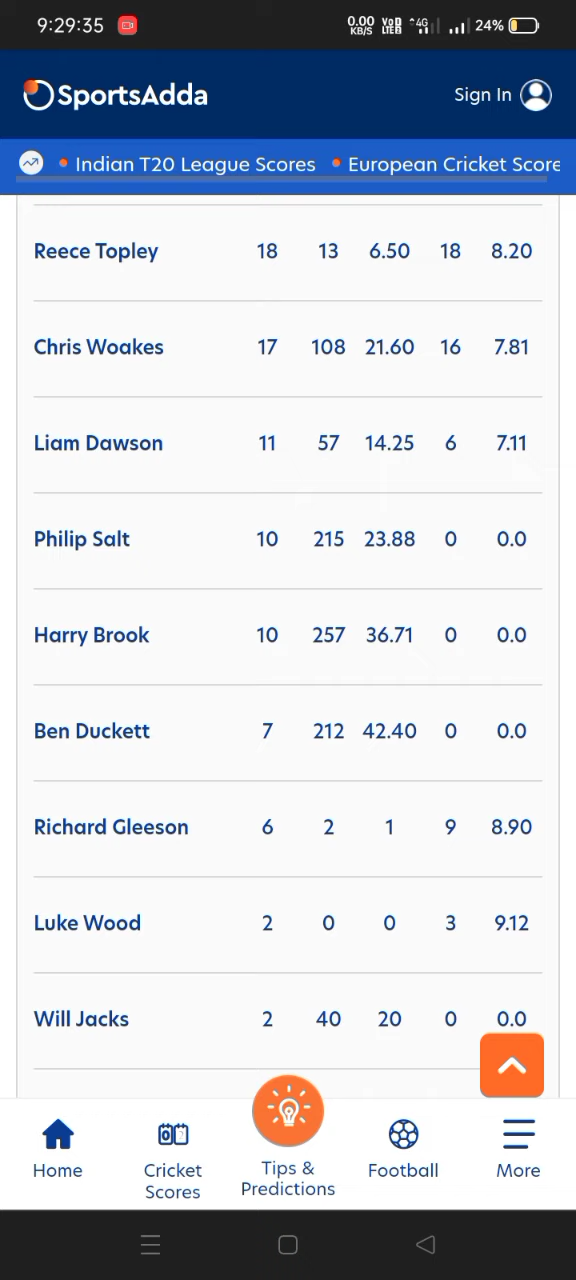 9:29:35 0.00 KB/S VoD LTE 4G 24%
SportsAdda Sign In
Indian T20 League Scores European Cricket Score
Reece Topley 18 13 6.50 18 8.20
Chris Woakes 17 108 21.60 16 7.81
Liam Dawson 11 57 14.25 6 7.11
Philip Salt 10 215 23.88 0 0.0
Harry Brook 10 257 36.71 0 0.0
Ben Duckett 7 212 42.40 0 0.0
Richard Gleeson 6 2 1 9 8.90
Luke Wood 2 0 0 3 9.12
Will Jacks 2 40 20 0 0.0
Home Cricket Scores Tips & Predictions Football More